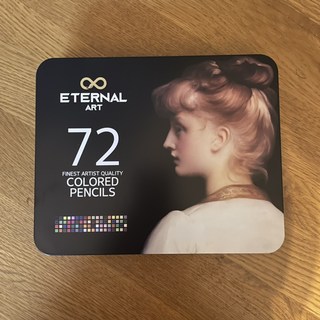 ETERNAL
ART
72
FINEST ARTIST QUALITY
COLORED
PENCILS